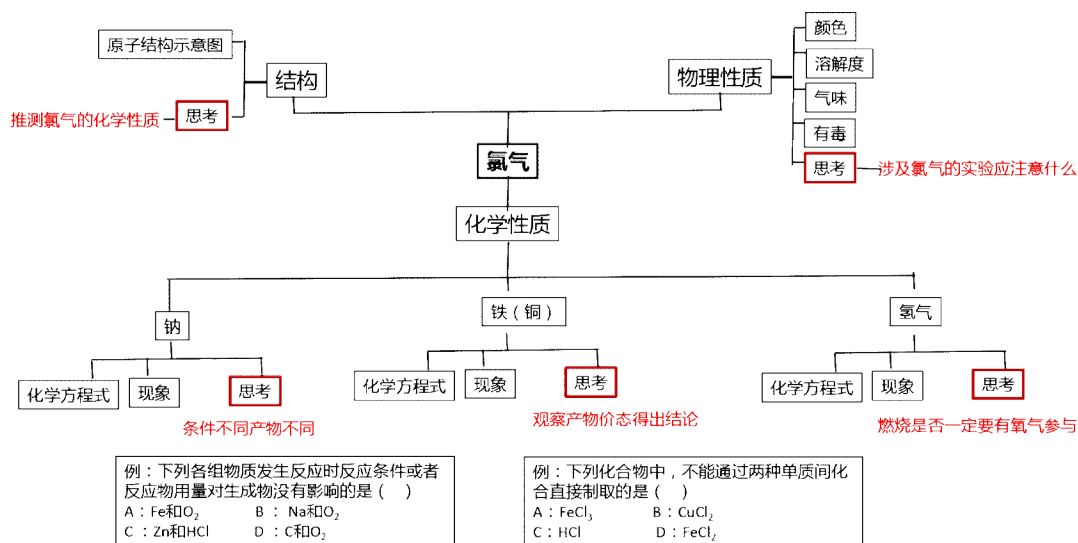 原子结构示意图
结构
推测氯气的化学性质
思考
物理性质
颜色
溶解度
气味
有毒
思考
涉及氯气的实验应注意什么
氯气
化学性质
钠
铁（铜）
氢气
化学方程式
现象
思考
条件不同产物不同
化学方程式
现象
思考
观察产物价态得出结论
化学方程式
现象
思考
燃烧是否一定要有氧气参与
例：下列各组物质发生反应时反应条件或者
反应物用量对生成物没有影响的是（ ）
A：Fe和O₂ B： Na和O₂
C ：Zn和HCl D ：C和O₂
例：下列化合物中，不能通过两种单质间化
合直接制取的是（ ）
A：FeCl₃ B：CuCl₂
C：HCl D：FeCl₂